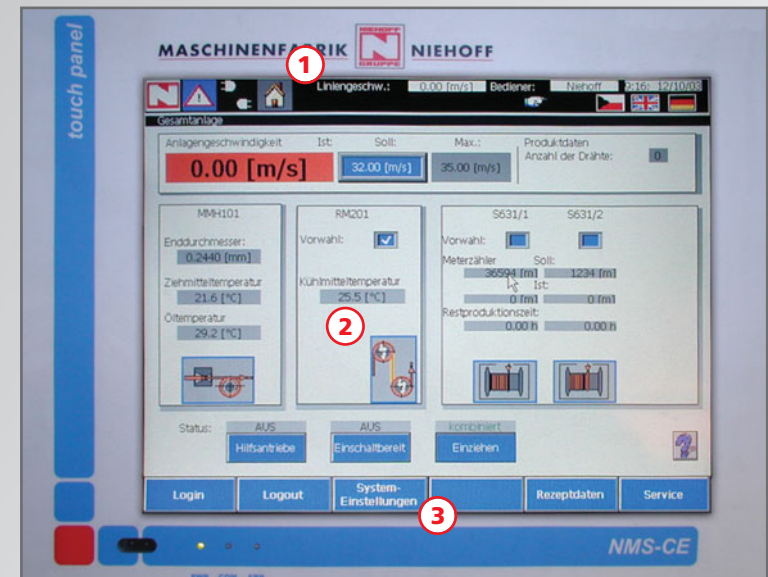 touch panel
MASCHINENFABRIK NIEHOFF
N
NIEHOFF
GRUPPE
1
N Liniengeschw.: 0.00 [m/s] Bediener: Niehoff 9:16: 12/10/03
Gesamtanlage
Anlagengeschwindigkeit Ist: Soll: Max.: Produktdaten
0.00 [m/s] 32.00 [m/s] 35.00 [m/s] Anzahl der Drähte: 0
MMH101
Enddurchmesser:
0.2440 [mm]
Ziehmitteltemperatur
21.6 [°C]
Öltemperatur
29.2 [°C]
RM201
Vorwahl:
Kühlmitteltemperatur
25.5 [°C]
2
S631/1 S631/2
Vorwahl:
Meterzähler Soll:
36594 [m] 1234 [m]
Ist:
0 [m] 0 [m]
Restproduktionszeit:
0.00 h 0.00 h
Status: AUS AUS kombiniert
Hilfsantriebe Einschaltbereit Einziehen
?
Login Logout System-Einstellungen Rezeptdaten Service
3
NMS-CE